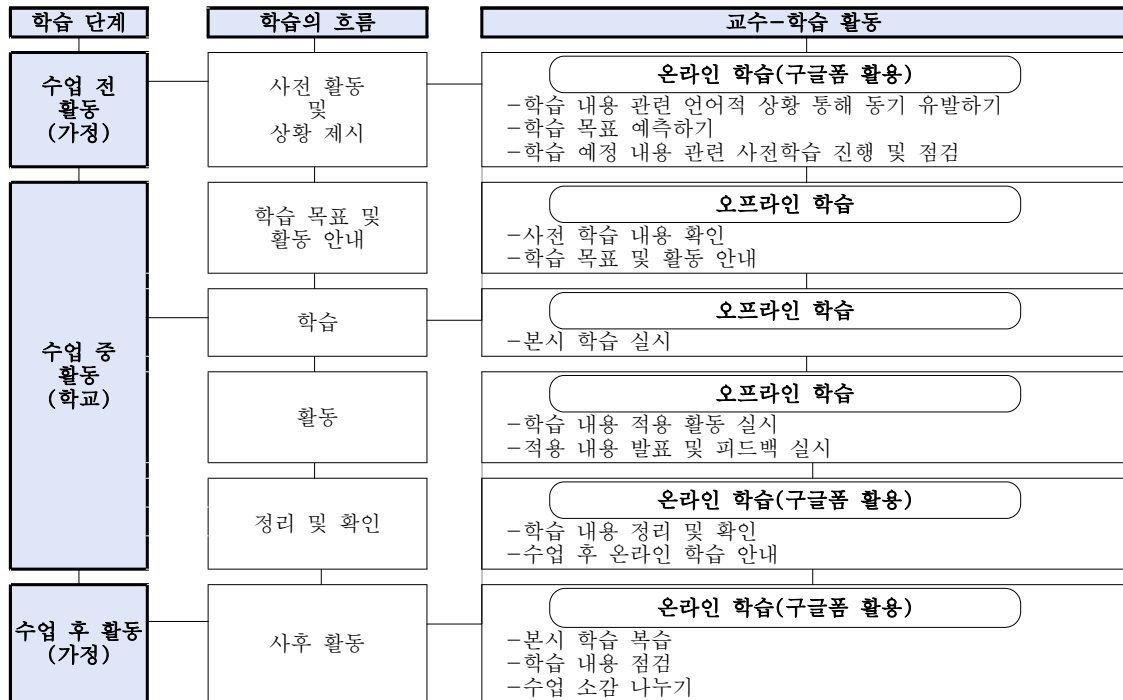 학습 단계
학습의 흐름
교수-학습 활동
수업 전
활동
(가정)
사전 활동
및
상황 제시
온라인 학습(구글폼 활용)
-학습 내용 관련 언어적 상황 통해 동기 유발하기
-학습 목표 예측하기
-학습 예정 내용 관련 사전학습 진행 및 점검
수업 중
활동
(학교)
학습 목표 및
활동 안내
오프라인 학습
-사전 학습 내용 확인
-학습 목표 및 활동 안내
학습
오프라인 학습
-본시 학습 실시
활동
오프라인 학습
-학습 내용 적용 활동 실시
-적용 내용 발표 및 피드백 실시
정리 및 확인
온라인 학습(구글폼 활용)
-학습 내용 정리 및 확인
-수업 후 온라인 학습 안내
수업 후 활동
(가정)
사후 활동
온라인 학습(구글폼 활용)
-본시 학습 복습
-학습 내용 점검
-수업 소감 나누기